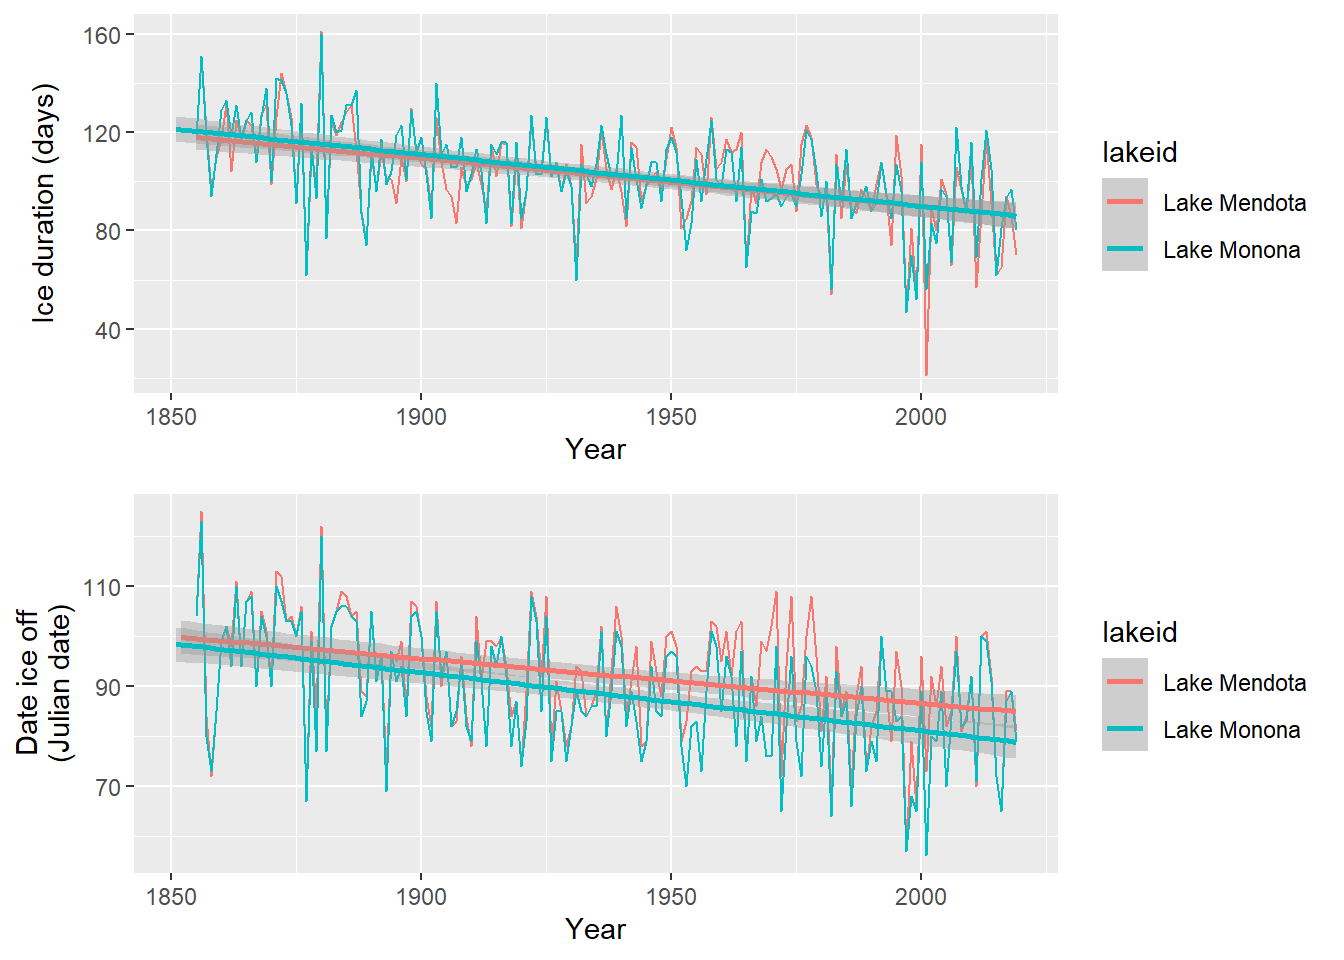 160
120
80
40
Ice duration (days)
1850 1900 1950 2000
Year
lakeid
Lake Mendota
Lake Monona
110
90
70
Date ice off
(Julian date)
1850 1900 1950 2000
Year
lakeid
Lake Mendota
Lake Monona